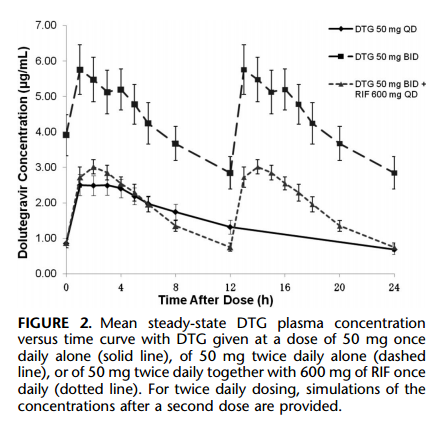 7.00
6.00
5.00
4.00
3.00
2.00
1.00
0.00
Dolutegravir Concentration (µg/mL)
DTG 50 mg QD
DTG 50 mg BID
DTG 50 mg BID +
RIF 600 mg QD
0 4 8 12 16 20 24
Time After Dose (h)
FIGURE 2. Mean steady-state DTG plasma concentration
versus time curve with DTG given at a dose of 50 mg once
daily alone (solid line), of 50 mg twice daily alone (dashed
line), or of 50 mg twice daily together with 600 mg of RIF once
daily (dotted line). For twice daily dosing, simulations of the
concentrations after a second dose are provided.